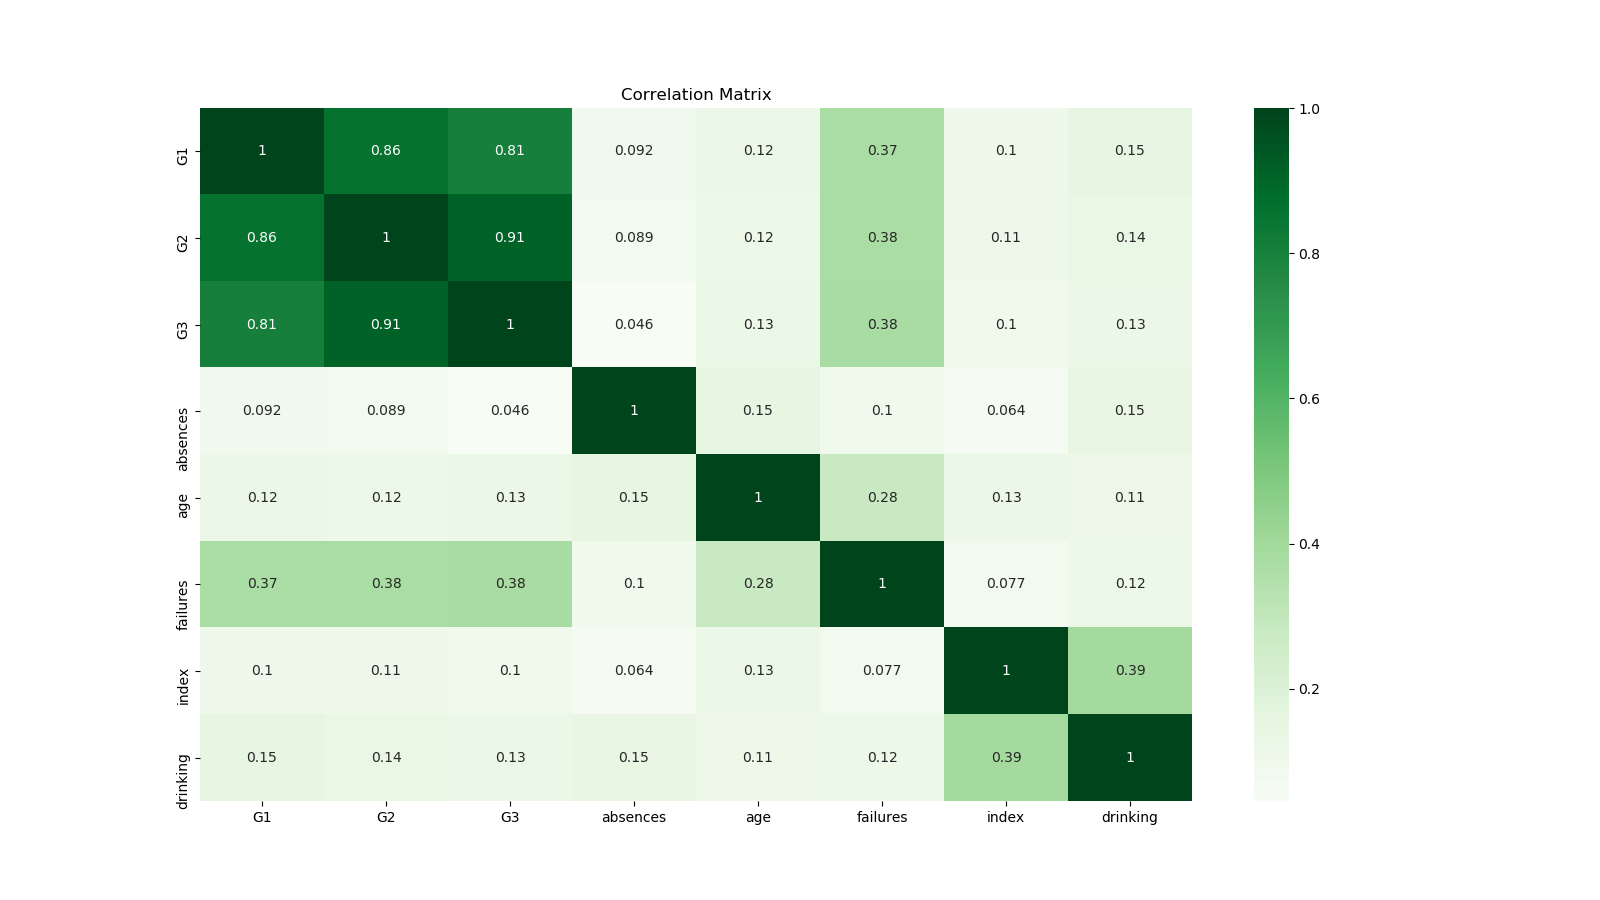 Correlation Matrix
G1 1 0.86 0.81 0.092 0.12 0.37 0.1 0.15
G2 0.86 1 0.91 0.089 0.12 0.38 0.11 0.14
G3 0.81 0.91 1 0.046 0.13 0.38 0.1 0.13
absences 0.092 0.089 0.046 1 0.15 0.1 0.064 0.15
age 0.12 0.12 0.13 0.15 1 0.28 0.13 0.11
failures 0.37 0.38 0.38 0.1 0.28 1 0.077 0.12
index 0.1 0.11 0.1 0.064 0.13 0.077 1 0.39
drinking 0.15 0.14 0.13 0.15 0.11 0.12 0.39 1
G1 G2 G3 absences age failures index drinking
1.0
0.8
0.6
0.4
0.2